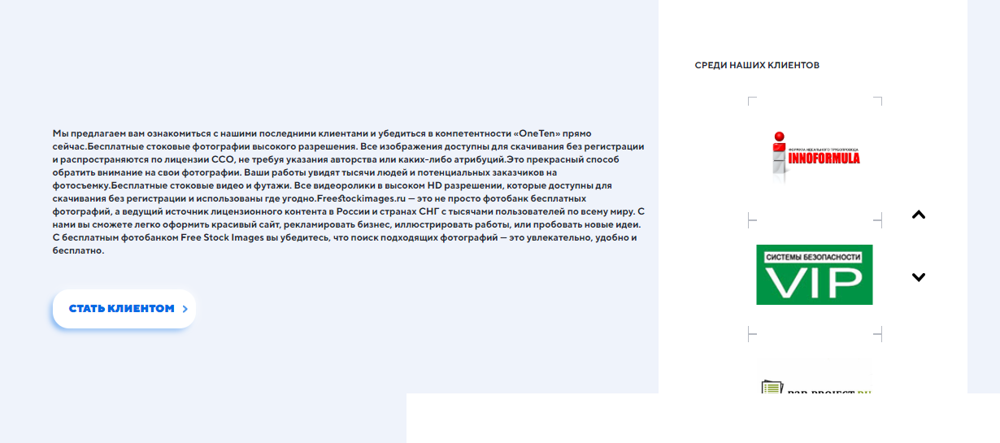 СРЕДИ НАШИХ КЛИЕНТОВ
Мы предлагаем вам ознакомиться с нашими последними клиентами и убедиться в компетентности «OneTen» прямо
сейчас.Бесплатные стоковые фотографии высокого разрешения. Все изображения доступны для скачивания без регистрации
и распространяются по лицензии ССО, не требуя указания авторства или каких-либо атрибуций.Это прекрасный способ
обратить внимание на свои фотографии. Ваши работы увидят тысячи людей и потенциальных заказчиков на
фотосъемку.Бесплатные стоковые видео и футажи. Все видеоролики в высоком HD разрешении, которые доступны для
скачивания без регистрации и использованы где угодно.Freestockimages.ru — это не просто фотобанк бесплатных
фотографий, а ведущий источник лицензионного контента в России и странах СНГ с тысячами пользователей по всему миру. С
нами вы сможете легко оформить красивый сайт, рекламировать бизнес, иллюстрировать работы, или пробовать новые идеи.
С бесплатным фотобанком Free Stock Images вы убедитесь, что поиск подходящих фотографий — это увлекательно, удобно и
бесплатно.
СТАТЬ КЛИЕНТОМ
ФОРМУЛА ИДЕАЛЬНОГО ТРУБОПРОВОДА
INNOFORMULA
СИСТЕМЫ БЕЗОПАСНОСТИ
VIP